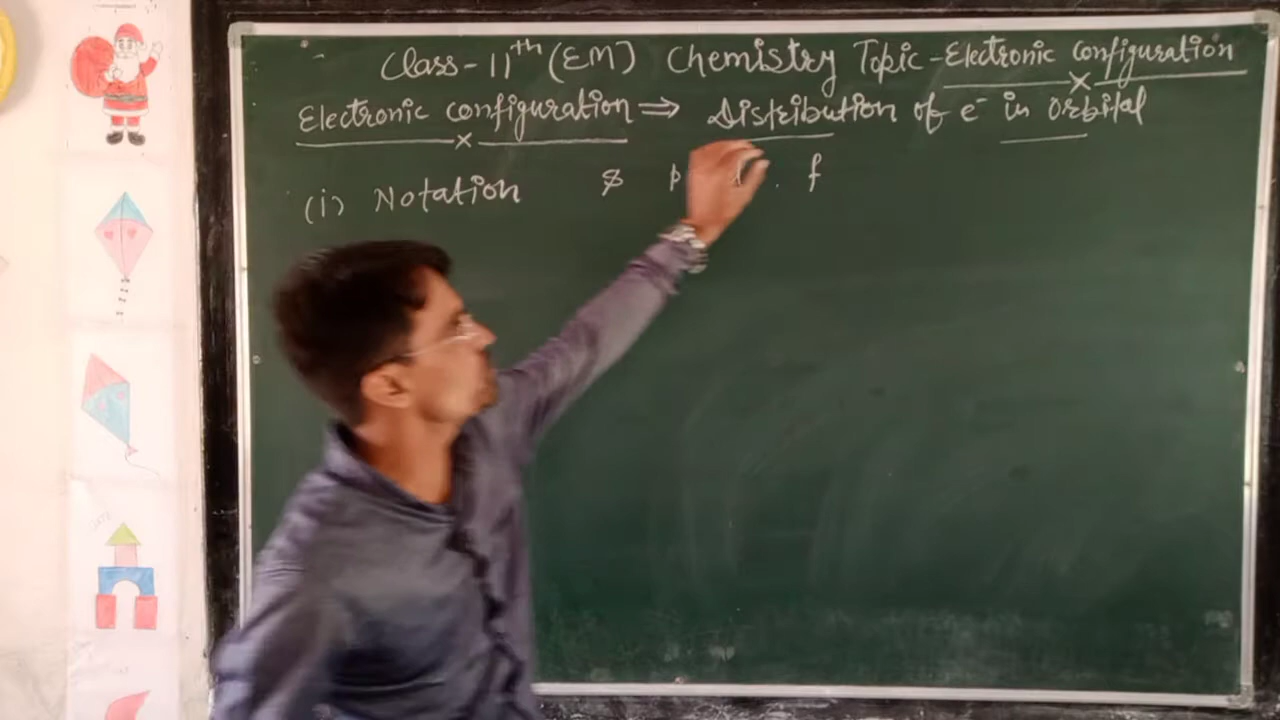 Class - 11th (EM) Chemistry Topic - Electronic configuration
Electronic configuration ⇒ Distribution of e⁻ in orbital
(i) Notation s p f